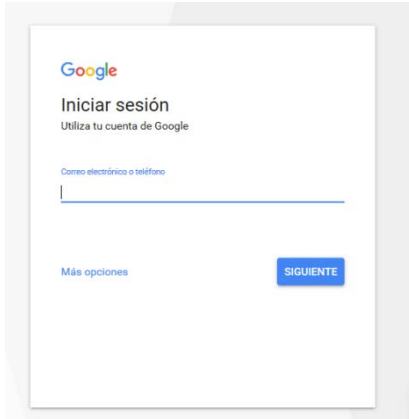 Google
Iniciar sesión
Utiliza tu cuenta de Google
Correo electrónico o teléfono
Más opciones
SIGUIENTE